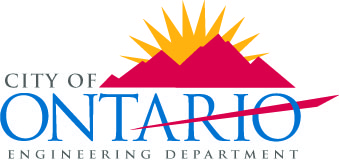 CITY OF
ONTARIO
ENGINEERING DEPARTMENT